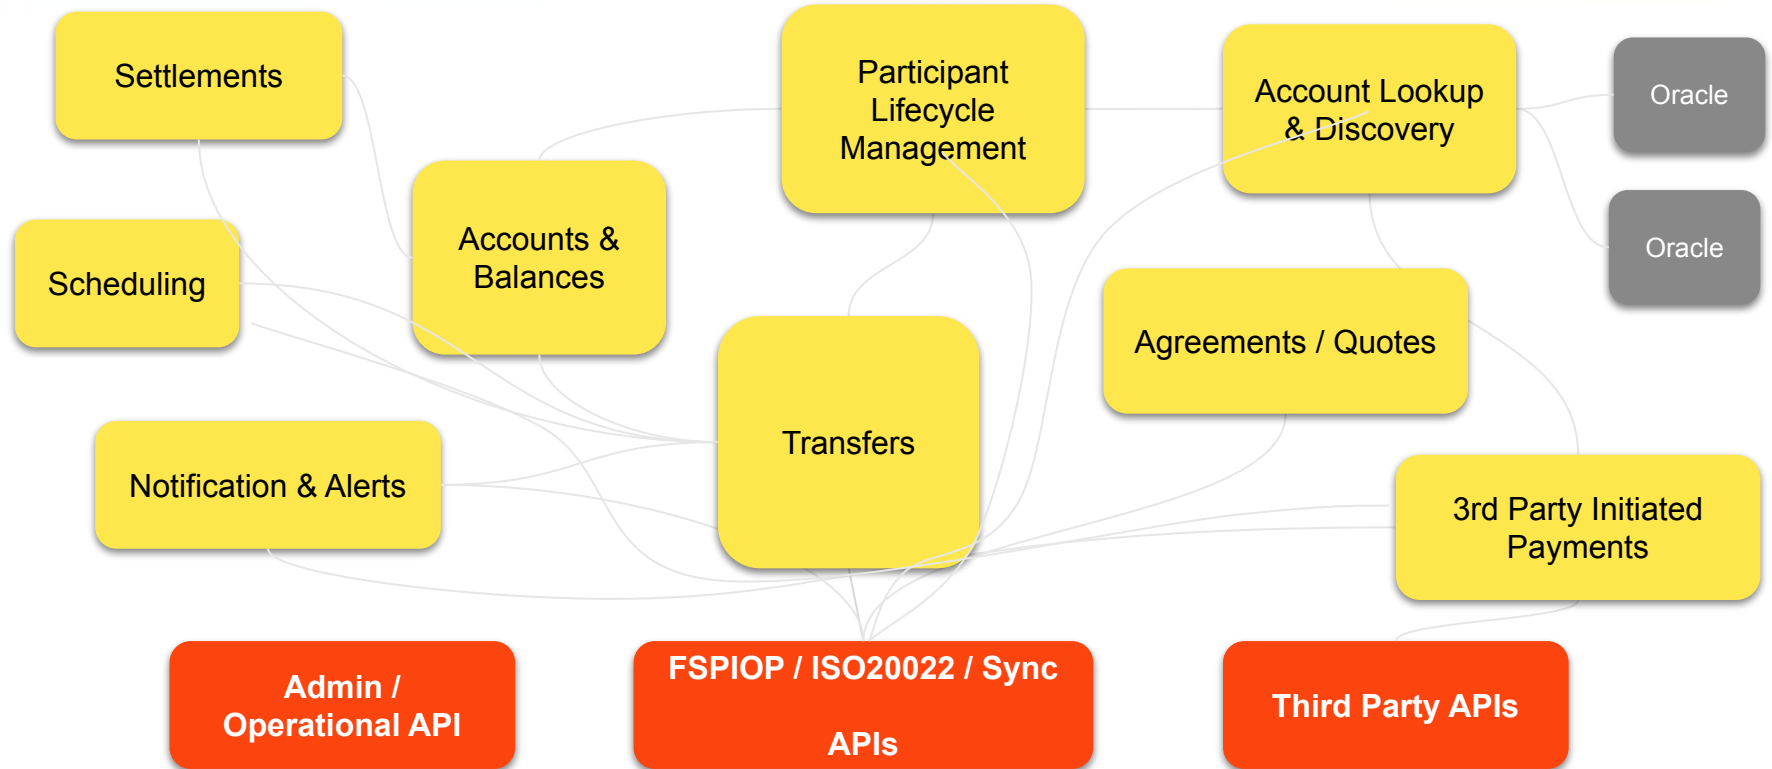 Settlements
Participant
Lifecycle
Management
Account Lookup
& Discovery
Oracle
Scheduling
Accounts &
Balances
Oracle
Agreements / Quotes
Transfers
Notification & Alerts
3rd Party Initiated
Payments
Admin /
Operational API
FSPIOP / ISO20022 / Sync
APIs
Third Party APIs